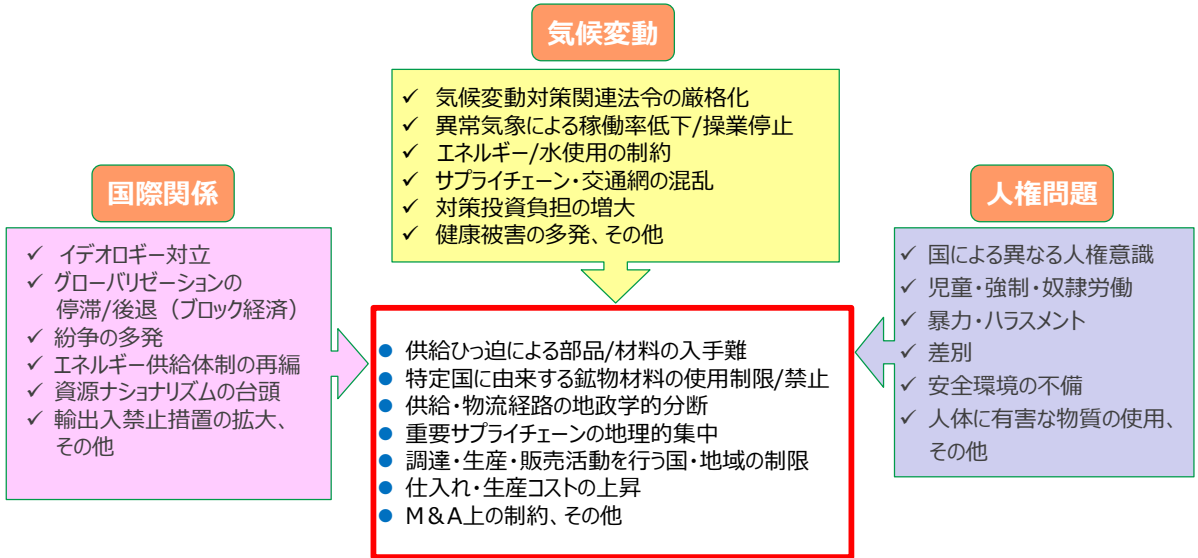 気候変動
✓ 気候変動対策関連法令の厳格化
✓ 異常気象による稼働率低下/操業停止
✓ エネルギー/水使用の制約
✓ サプライチェーン・交通網の混乱
✓ 対策投資負担の増大
✓ 健康被害の多発、その他
国際関係
✓ イデオロギー対立
✓ グローバリゼーションの
停滞/後退（ブロック経済）
✓ 紛争の多発
✓ エネルギー供給体制の再編
✓ 資源ナショナリズムの台頭
✓ 輸出入禁止措置の拡大、
その他
人権問題
✓ 国による異なる人権意識
✓ 児童・強制・奴隷労働
✓ 暴力・ハラスメント
✓ 差別
✓ 安全環境の不備
✓ 人体に有害な物質の使用、
その他
● 供給ひっ迫による部品/材料の入手難
● 特定国に由来する鉱物材料の使用制限/禁止
● 供給・物流経路の地政学的分断
● 重要サプライチェーンの地理的集中
● 調達・生産・販売活動を行う国・地域の制限
● 仕入れ・生産コストの上昇
● M＆A上の制約、その他